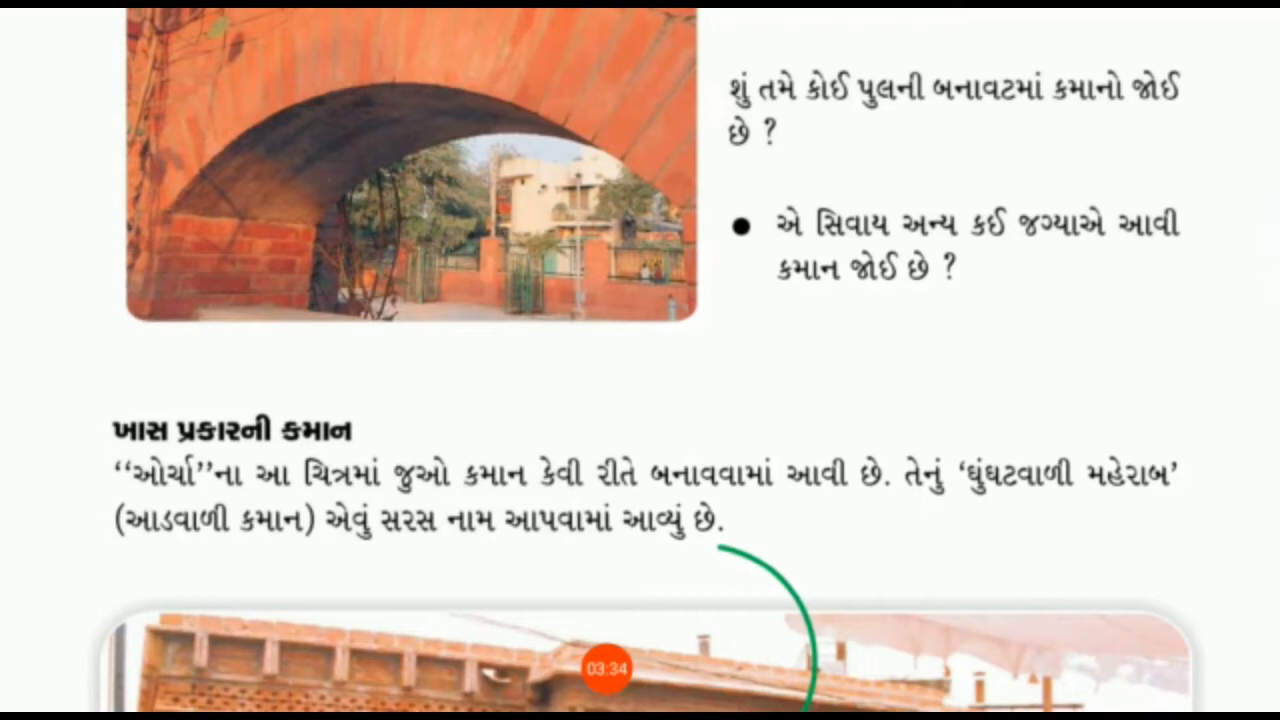 શું તમે કોઈ પુલની બનાવટમાં કમાનો જોઈ
છે ?
● એ સિવાય અન્ય કઈ જગ્યાએ આવી
કમાન જોઈ છે ?
ખાસ પ્રકારની કમાન
‘‘ઓર્ચા’’ના આ ચિત્રમાં જુઓ કમાન કેવી રીતે બનાવવામાં આવી છે. તેનું ‘ઘુંઘટવાળી મહેરાબ’
(આડવાળી કમાન) એવું સરસ નામ આપવામાં આવ્યું છે.
03:34